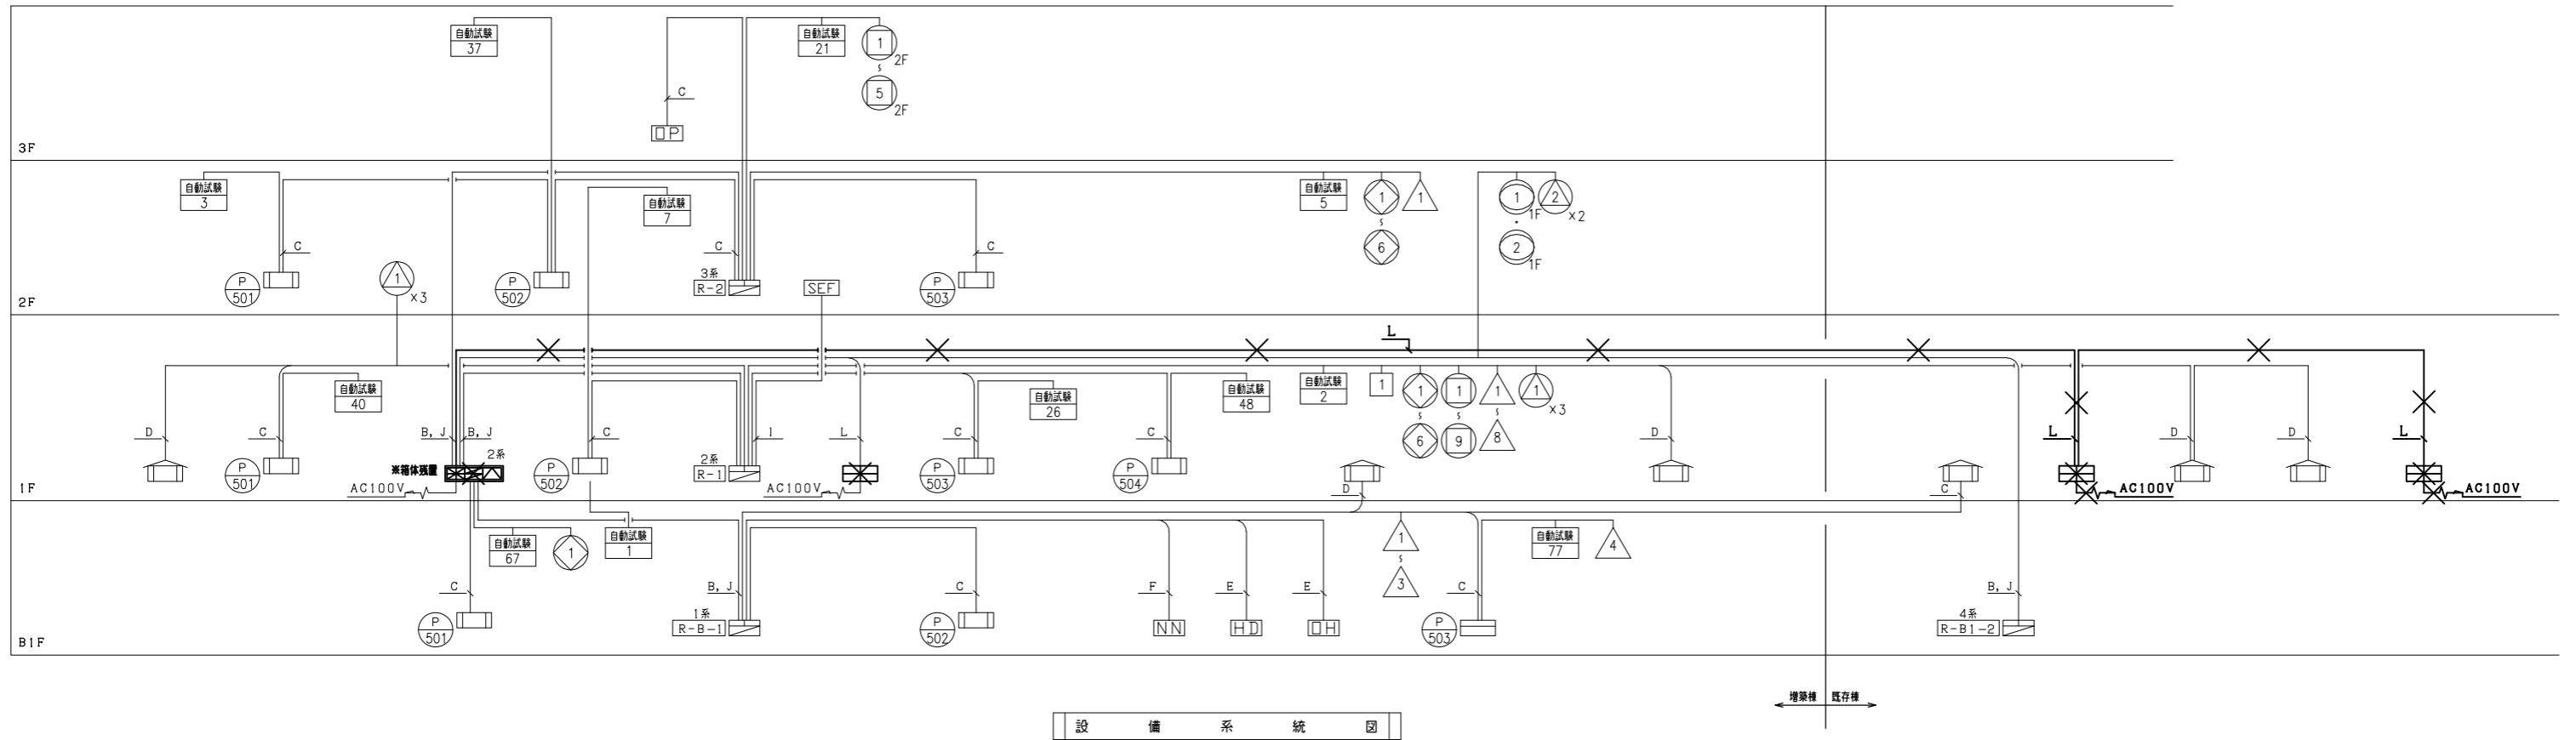 自動試験
37
C
OP
自動試験
21
1
2F
5
2F
3F
自動試験
3
C
P
501
1
x3
P
502
自動試験
7
C
3系
R-2
SEF
C
P
503
自動試験
5
1
6
1
1
1F
2
1F
2
x2
2F
L
D
C
P
501
自動試験
40
B, J
B, J
※箱体残置
2系
AC100V
P
502
C
2系
R-1
I
L
AC100V
C
P
503
自動試験
26
C
P
504
自動試験
48
自動試験
2
1
1
6
1
9
1
8
1
x3
D
D
C
L
D
D
L
AC100V
AC100V
1F
自動試験
67
1
自動試験
1
C
P
501
B, J
1系
R-B-1
C
P
502
F
NN
E
HD
E
OH
1
3
C
P
503
自動試験
77
4
B, J
4系
R-B1-2
B1F
増築棟
既存棟
設備系統図